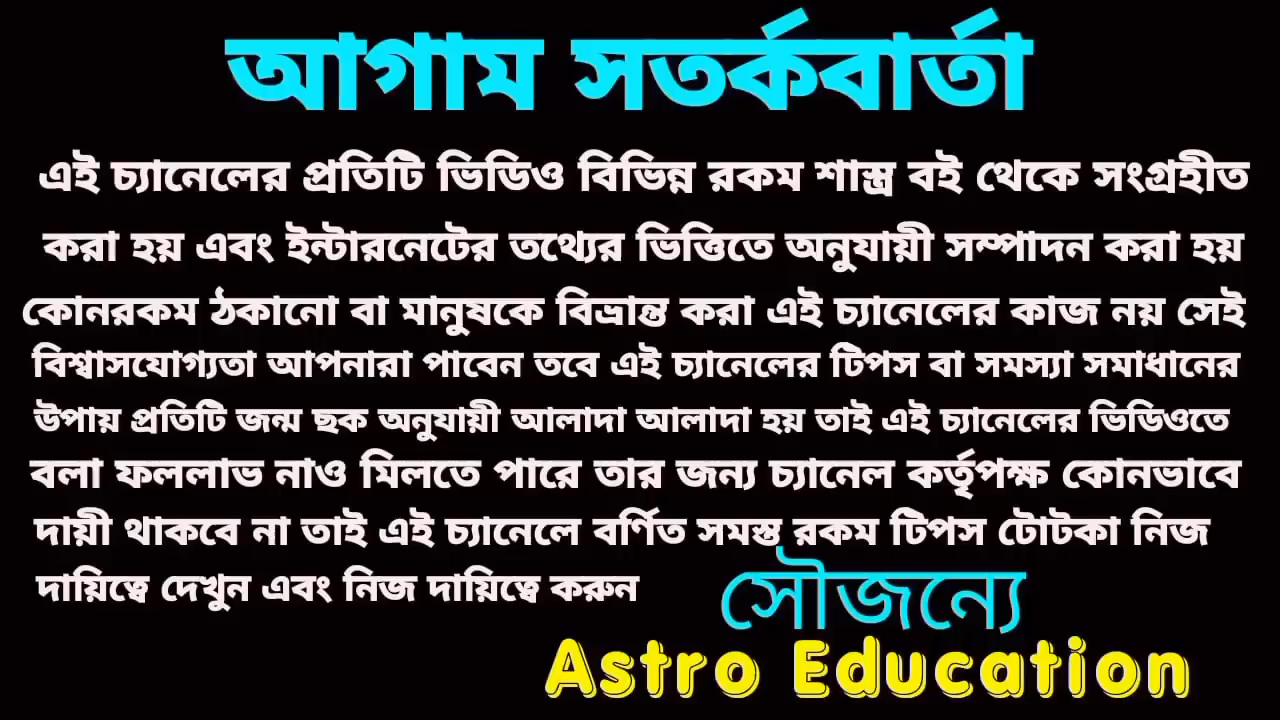 আগাম সতর্কবার্তা
এই চ্যানেলের প্রতিটি ভিডিও বিভিন্ন রকম শাস্ত্র বই থেকে সংগ্রহীত
করা হয় এবং ইন্টারনেটের তথ্যের ভিত্তিতে অনুযায়ী সম্পাদন করা হয়
কোনরকম ঠকানো বা মানুষকে বিভ্রান্ত করা এই চ্যানেলের কাজ নয় সেই
বিশ্বাসযোগ্যতা আপনারা পাবেন তবে এই চ্যানেলের টিপস বা সমস্যা সমাধানের
উপায় প্রতিটি জন্ম ছক অনুযায়ী আলাদা আলাদা হয় তাই এই চ্যানেলের ভিডিওতে
বলা ফললাভ নাও মিলতে পারে তার জন্য চ্যানেল কর্তৃপক্ষ কোনভাবে
দায়ী থাকবে না তাই এই চ্যানেলে বর্ণিত সমস্ত রকম টিপস টোটকা নিজ
দায়িত্বে দেখুন এবং নিজ দায়িত্বে করুন
সৌজন্যে
Astro Education